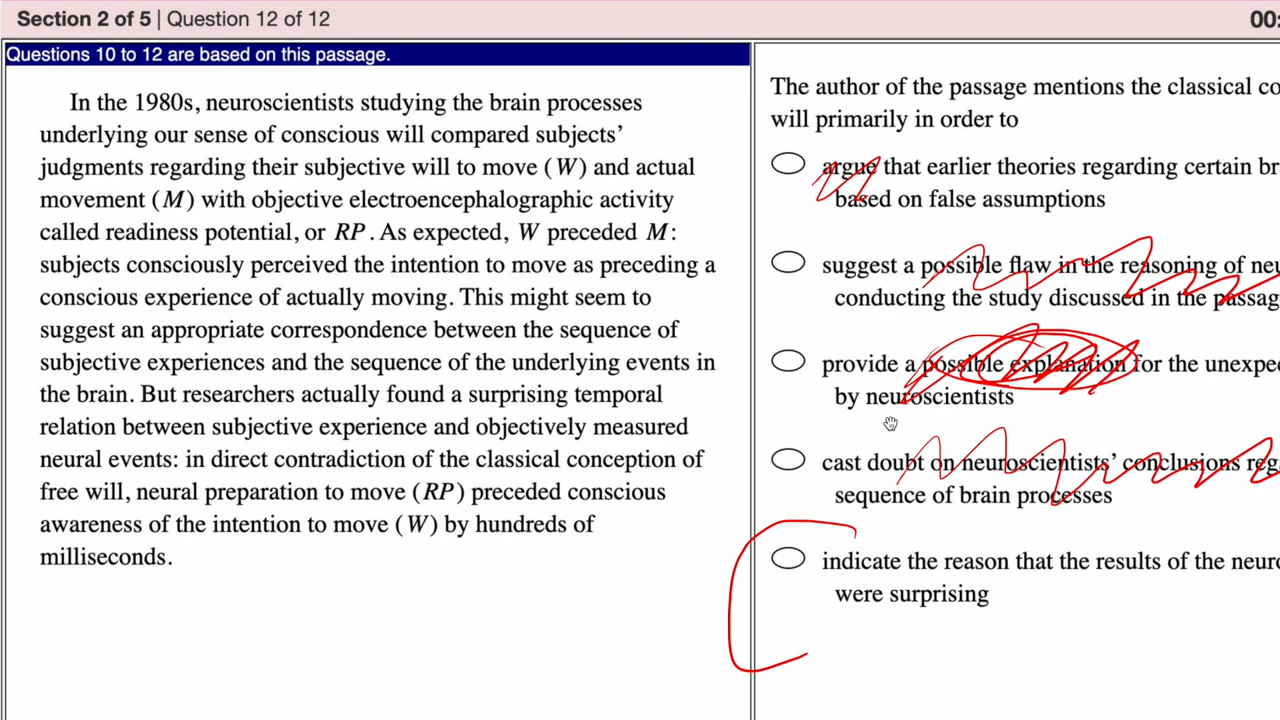 Section 2 of 5 | Question 12 of 12
00:
Questions 10 to 12 are based on this passage.
In the 1980s, neuroscientists studying the brain processes
underlying our sense of conscious will compared subjects’
judgments regarding their subjective will to move (W) and actual
movement (M) with objective electroencephalographic activity
called readiness potential, or RP. As expected, W preceded M:
subjects consciously perceived the intention to move as preceding a
conscious experience of actually moving. This might seem to
suggest an appropriate correspondence between the sequence of
subjective experiences and the sequence of the underlying events in
the brain. But researchers actually found a surprising temporal
relation between subjective experience and objectively measured
neural events: in direct contradiction of the classical conception of
free will, neural preparation to move (RP) preceded conscious
awareness of the intention to move (W) by hundreds of
milliseconds.
The author of the passage mentions the classical co
will primarily in order to
argue that earlier theories regarding certain br
based on false assumptions
suggest a possible flaw in the reasoning of neu
conducting the study discussed in the passag
provide a possible explanation for the unexpe
by neuroscientists
cast doubt on neuroscientists’ conclusions reg
sequence of brain processes
indicate the reason that the results of the neuro
were surprising